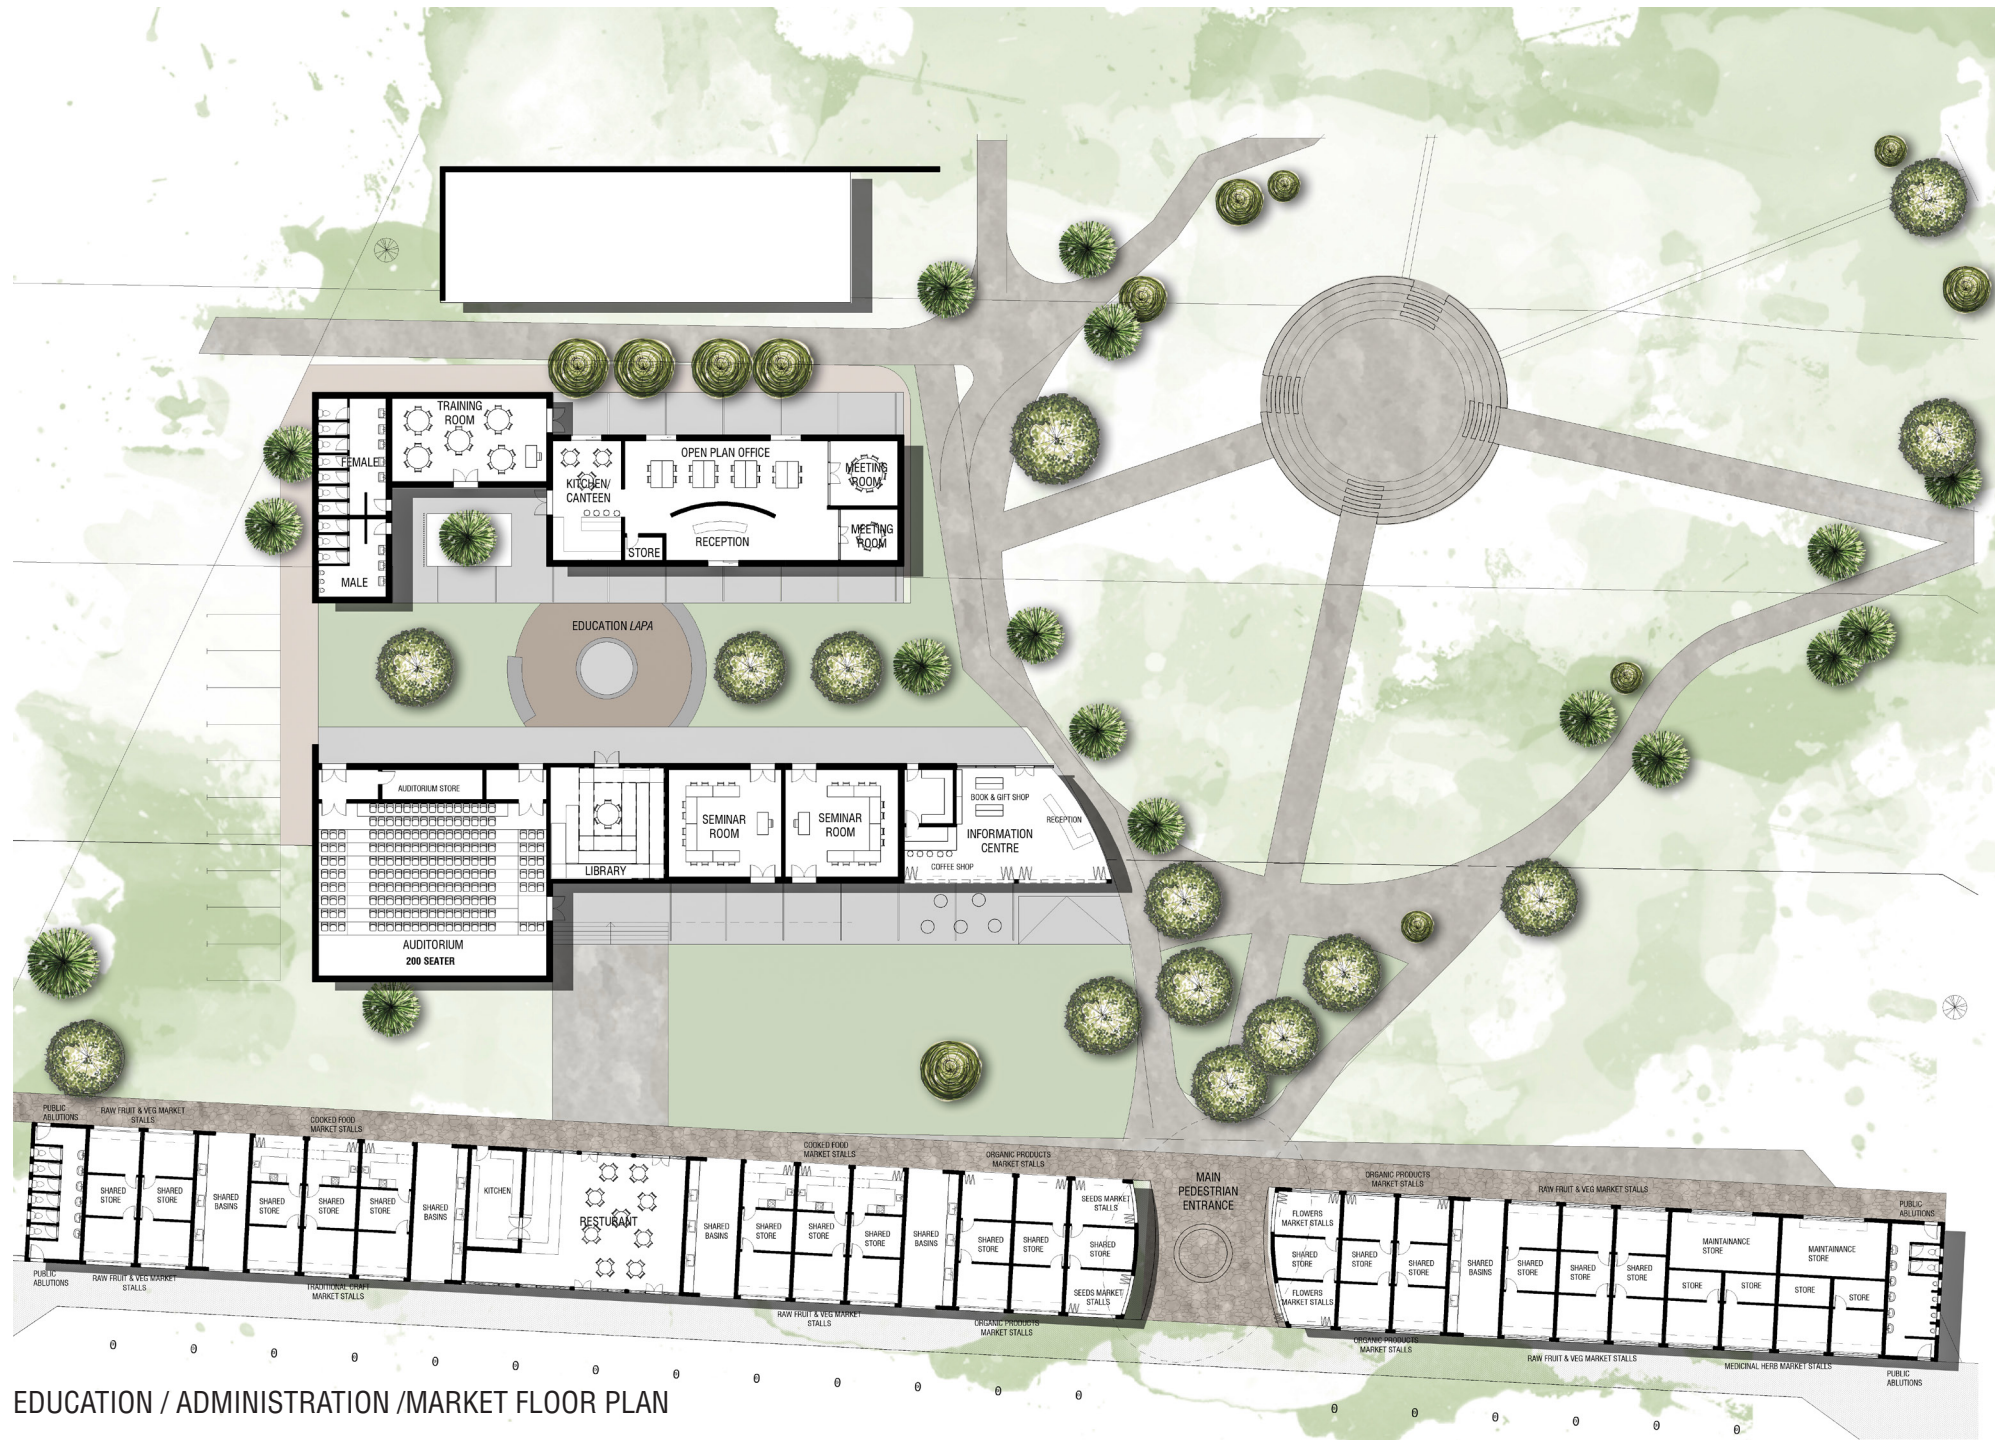 TRAINING
ROOM
FEMALE
MALE
KITCHEN/
CANTEEN
OPEN PLAN OFFICE
MEETING
ROOM
MEETING
ROOM
RECEPTION
STORE
EDUCATION LAPA
AUDITORIUM STORE
AUDITORIUM
200 SEATER
LIBRARY
SEMINAR
ROOM
SEMINAR
ROOM
BOOK & GIFT SHOP
RECEPTION
INFORMATION
CENTRE
COFFEE SHOP
PUBLIC
ABLUTIONS
RAW FRUIT & VEG MARKET
STALLS
COOKED FOOD
MARKET STALLS
COOKED FOOD
MARKET STALLS
ORGANIC PRODUCTS
MARKET STALLS
MAIN
PEDESTRIAN
ENTRANCE
ORGANIC PRODUCTS
MARKET STALLS
RAW FRUIT & VEG MARKET STALLS
PUBLIC
ABLUTIONS
SHARED
STORE
SHARED
STORE
SHARED
BASINS
SHARED
STORE
SHARED
STORE
SHARED
STORE
SHARED
BASINS
KITCHEN
RESTURANT
SHARED
BASINS
SHARED
STORE
SHARED
STORE
SHARED
STORE
SHARED
BASINS
SHARED
STORE
SHARED
STORE
SEEDS MARKET
STALLS
SHARED
STORE
SEEDS MARKET
STALLS
FLOWERS
MARKET STALLS
SHARED
STORE
FLOWERS
MARKET STALLS
SHARED
STORE
SHARED
STORE
SHARED
BASINS
SHARED
STORE
SHARED
STORE
SHARED
STORE
MAINTAINANCE
STORE
MAINTAINANCE
STORE
STORE
STORE
STORE
STORE
PUBLIC
ABLUTIONS
RAW FRUIT & VEG MARKET
STALLS
TRADITIONAL CRAFT
MARKET STALLS
RAW FRUIT & VEG MARKET
STALLS
ORGANIC PRODUCTS
MARKET STALLS
ORGANIC PRODUCTS
MARKET STALLS
RAW FRUIT & VEG MARKET STALLS
MEDICINAL HERB MARKET STALLS
PUBLIC
ABLUTIONS
EDUCATION / ADMINISTRATION /MARKET FLOOR PLAN